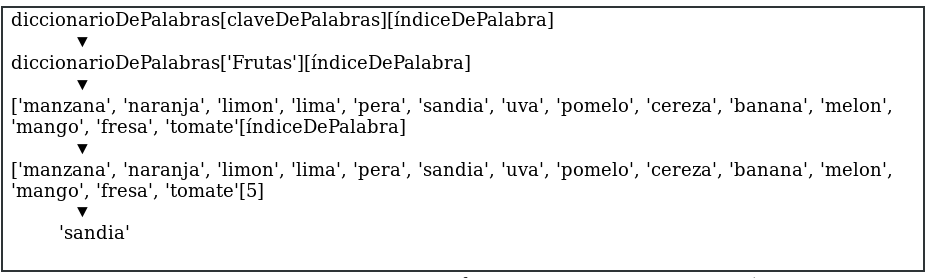 diccionarioDePalabras[claveDePalabras][índiceDePalabra]
▼
diccionarioDePalabras['Frutas'][índiceDePalabra]
▼
['manzana', 'naranja', 'limon', 'lima', 'pera', 'sandia', 'uva', 'pomelo', 'cereza', 'banana', 'melon',
'mango', 'fresa', 'tomate'[índiceDePalabra]
▼
['manzana', 'naranja', 'limon', 'lima', 'pera', 'sandia', 'uva', 'pomelo', 'cereza', 'banana', 'melon',
'mango', 'fresa', 'tomate'[5]
▼
'sandia'